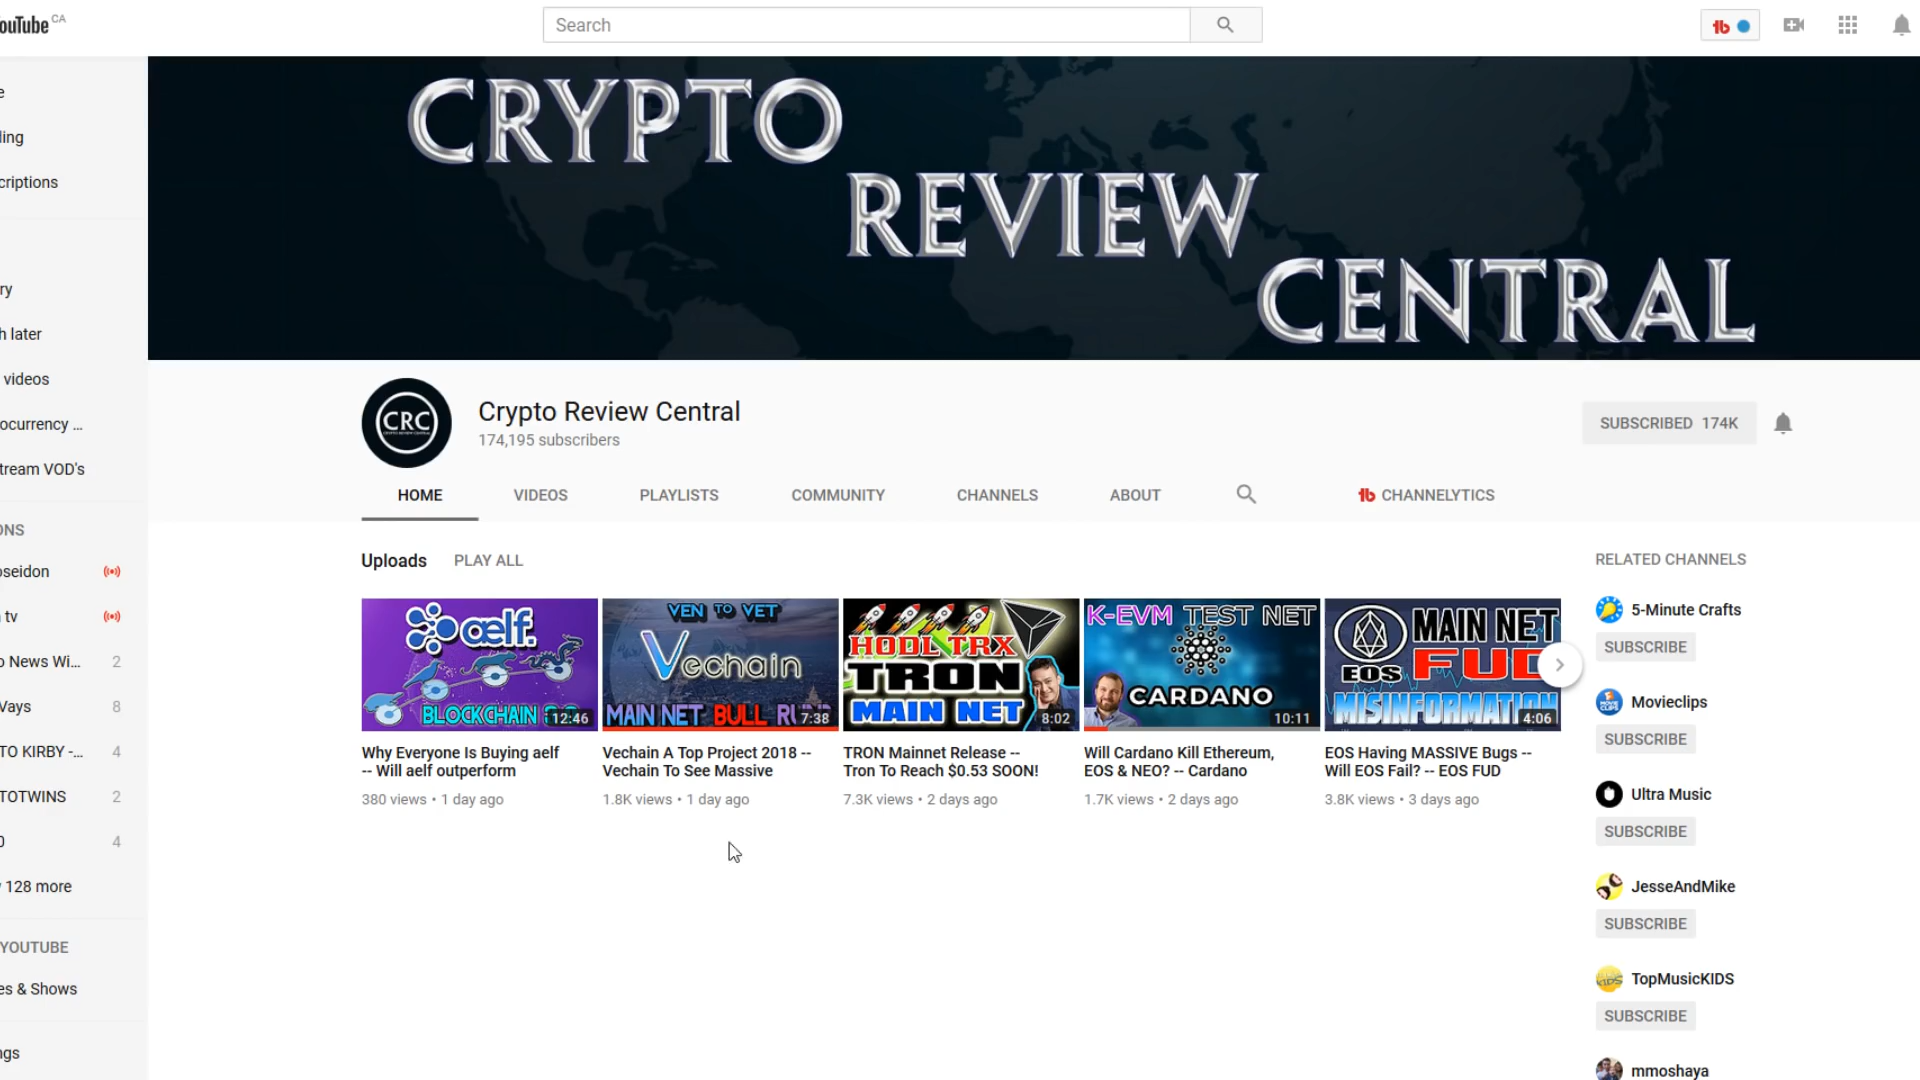 ouTube CA
Search
CRYPTO
REVIEW
CENTRAL
e
ling
criptions
ry
h later
videos
ocurrency ...
tream VOD's
ONS
oseidon
tv
o News Wi... 2
Vays 8
TO KIRBY -... 4
TOTWINS 2
4
128 more
YOUTUBE
es & Shows
ngs
CRC
Crypto Review Central
174,195 subscribers
SUBSCRIBED 174K
HOME
VIDEOS
PLAYLISTS
COMMUNITY
CHANNELS
ABOUT
CHANNELYTICS
Uploads PLAY ALL
ælf.
BLOCKCHAIN
12:46
Why Everyone Is Buying aelf
-- Will aelf outperform
380 views • 1 day ago
VEN TO VET
Vechain
MAIN NET BULL RU
7:38
Vechain A Top Project 2018 --
Vechain To See Massive
1.8K views • 1 day ago
HODL TRX
TRON
MAIN NET
8:02
TRON Mainnet Release --
Tron To Reach $0.53 SOON!
7.3K views • 2 days ago
K-EVM TEST NET
CARDANO
10:11
Will Cardano Kill Ethereum,
EOS & NEO? -- Cardano
1.7K views • 2 days ago
MAIN NET
EOS FUD
MISINFORMATION
4:06
EOS Having MASSIVE Bugs --
Will EOS Fail? -- EOS FUD
3.8K views • 3 days ago
RELATED CHANNELS
5-Minute Crafts
SUBSCRIBE
Movieclips
SUBSCRIBE
Ultra Music
SUBSCRIBE
JesseAndMike
SUBSCRIBE
TopMusicKIDS
SUBSCRIBE
mmoshaya